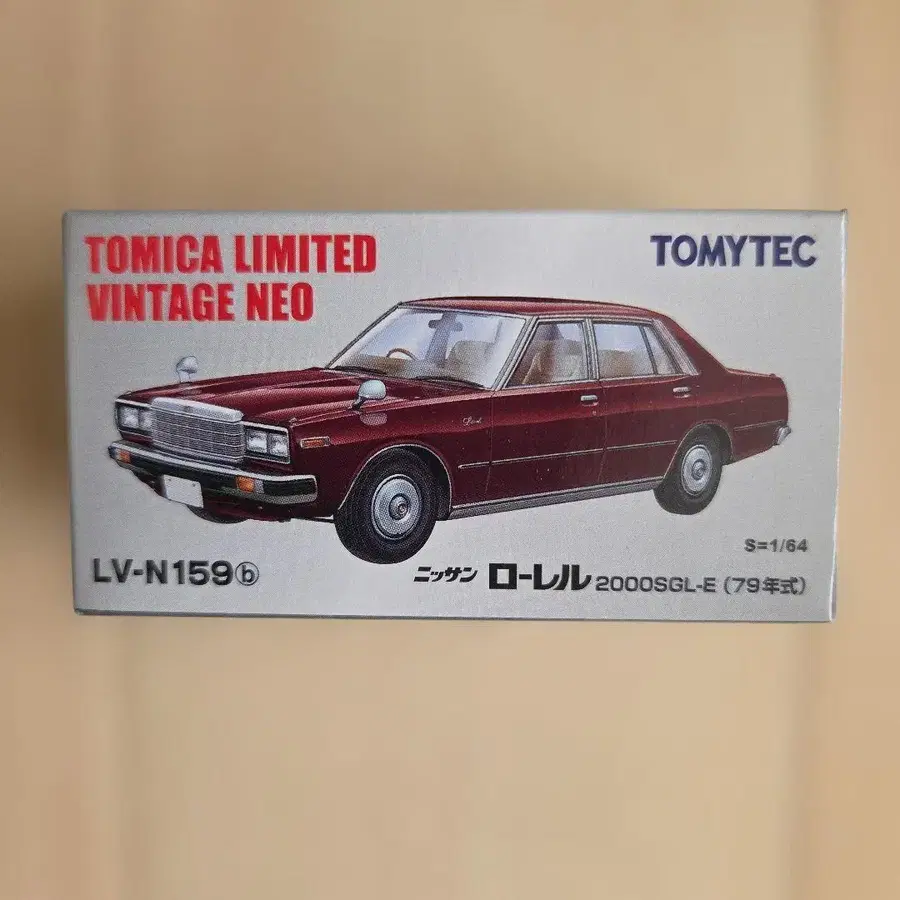 TOMICA LIMITED
VINTAGE NEO
TOMYTEC
S=1/64
LV-N159ⓑ
ニッサン ローレル 2000SGL-E (79年式)